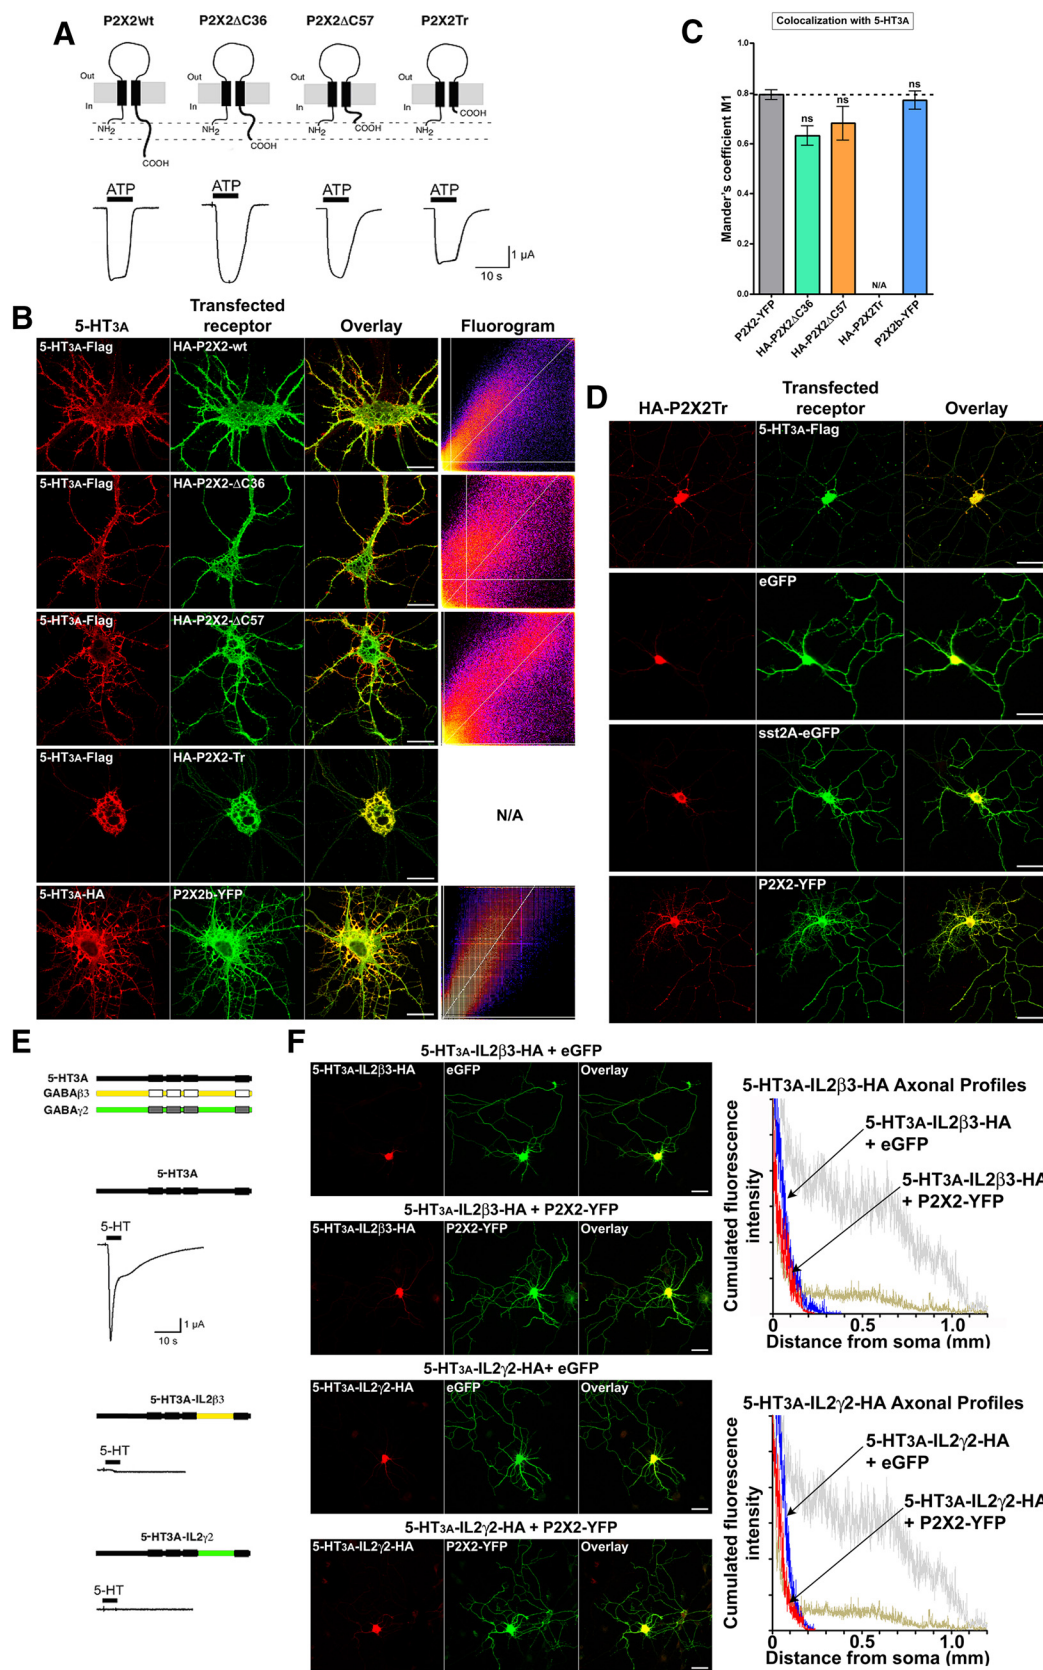 A
P2X2wt P2X2ΔC36 P2X2ΔC57 P2X2Tr
Out Out Out Out
In In In In
NH2 NH2 NH2 NH2
COOH COOH COOH COOH
ATP ATP ATP ATP
1 µA
10 s
B
5-HT3A Transfected receptor Overlay Fluorogram
5-HT3A-Flag HA-P2X2-wt
5-HT3A-Flag HA-P2X2-ΔC36
5-HT3A-Flag HA-P2X2-ΔC57
5-HT3A-Flag HA-P2X2-Tr
N/A
5-HT3A-HA P2X2b-YFP
C
Colocalization with 5-HT3A
Mander's coefficient M1
1.0
0.8
0.6
0.4
0.2
0.0
ns ns N/A ns
P2X2-YFP HA-P2X2ΔC36 HA-P2X2ΔC57 HA-P2X2Tr P2X2b-YFP
D
HA-P2X2Tr Transfected receptor Overlay
5-HT3A-Flag
eGFP
sst2A-eGFP
P2X2-YFP
E
5-HT3A
GABAβ3
GABAγ2
5-HT3A
5-HT
1 µA
10 s
5-HT3A-IL2β3
5-HT
5-HT3A-IL2γ2
5-HT
F
5-HT3A-IL2β3-HA + eGFP
5-HT3A-IL2β3-HA eGFP Overlay
5-HT3A-IL2β3-HA + P2X2-YFP
5-HT3A-IL2β3-HA P2X2-YFP Overlay
5-HT3A-IL2γ2-HA+ eGFP
5-HT3A-IL2γ2-HA eGFP Overlay
5-HT3A-IL2γ2-HA + P2X2-YFP
5-HT3A-IL2γ2-HA P2X2-YFP Overlay
5-HT3A-IL2β3-HA Axonal Profiles
5-HT3A-IL2β3-HA
+ eGFP
5-HT3A-IL2β3-HA
+ P2X2-YFP
Cumulated fluorescence
intensity
0 0.5 1.0
Distance from soma (mm)
5-HT3A-IL2γ2-HA Axonal Profiles
5-HT3A-IL2γ2-HA
+ eGFP
5-HT3A-IL2γ2-HA
+ P2X2-YFP
Cumulated fluorescence
intensity
0 0.5 1.0
Distance from soma (mm)